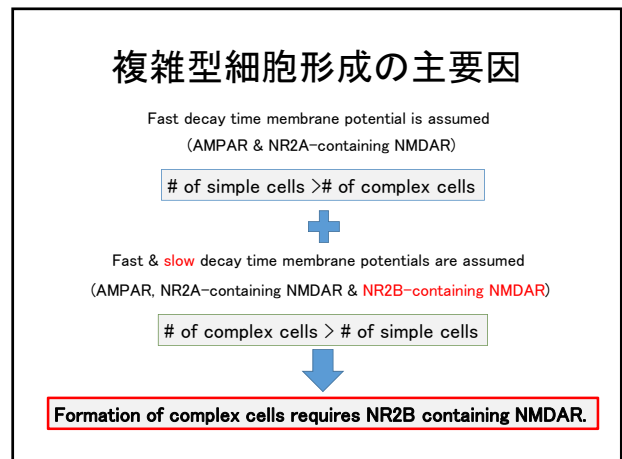 複雑型細胞形成の主要因
Fast decay time membrane potential is assumed
(AMPAR & NR2A-containing NMDAR)
# of simple cells ># of complex cells
Fast & slow decay time membrane potentials are assumed
(AMPAR, NR2A-containing NMDAR & NR2B-containing NMDAR)
# of complex cells > # of simple cells
Formation of complex cells requires NR2B containing NMDAR.